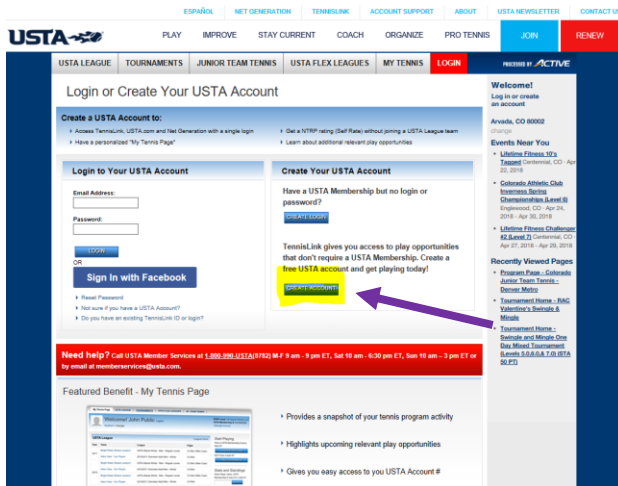 ESPAÑOL NET GENERATION TENNISLINK ACCOUNT SUPPORT ABOUT USTA NEWSLETTER CONTACT US
USTA PLAY IMPROVE STAY CURRENT COACH ORGANIZE PRO TENNIS JOIN RENEW
USTA LEAGUE TOURNAMENTS JUNIOR TEAM TENNIS USTA FLEX LEAGUES MY TENNIS LOGIN PROCESSED BY ACTIVE
Login or Create Your USTA Account
Create a USTA Account to:
Access TennisLink, USTA.com and Net Generation with a single login
Have a personalized "My Tennis Page"
Get a NTRP rating (Self Rate) without joining a USTA League team
Learn about additional relevant play opportunities
Login to Your USTA Account
Email Address:
Password:
LOGIN
OR
Sign In with Facebook
Reset Password
Not sure if you have a USTA Account?
Do you have an existing TennisLink ID or login?
Create Your USTA Account
Have a USTA Membership but no login or
password?
CREATE LOGIN
TennisLink gives you access to play opportunities
that don't require a USTA Membership. Create a
free USTA account and get playing today!
CREATE ACCOUNT
Welcome!
Log in or create
an account
Arvada, CO 80002
change
Events Near You
Lifetime Fitness 10's
Tagged Centennial, CO - Apr
22, 2018
Colorado Athletic Club
Inverness Spring
Championships (Level 6)
Englewood, CO - Apr 24,
2018 - Apr 30, 2018
Lifetime Fitness Challenger
#2 (Level 7) Centennial, CO -
Apr 27, 2018 - Apr 29, 2018
Recently Viewed Pages
Program Page - Colorado
Junior Team Tennis -
Denver Metro
Tournament Home - RAC
Valentine's Swingle &
Mingle
Tournament Home -
Swingle and Mingle One
Day Mixed Tournament
(Levels 5.0,6.0,& 7.0) (STA
50 PT)
Need help? Call USTA Member Services at 1-800-990-USTA(8782) M-F 9 am - 9 pm ET, Sat 10 am - 6:30 pm ET, Sun 10 am – 3 pm ET or
by email at memberservices@usta.com.
Featured Benefit - My Tennis Page
Welcome! John Public
USTA League
Provides a snapshot of your tennis program activity
Highlights upcoming relevant play opportunities
Gives you easy access to you USTA Account #